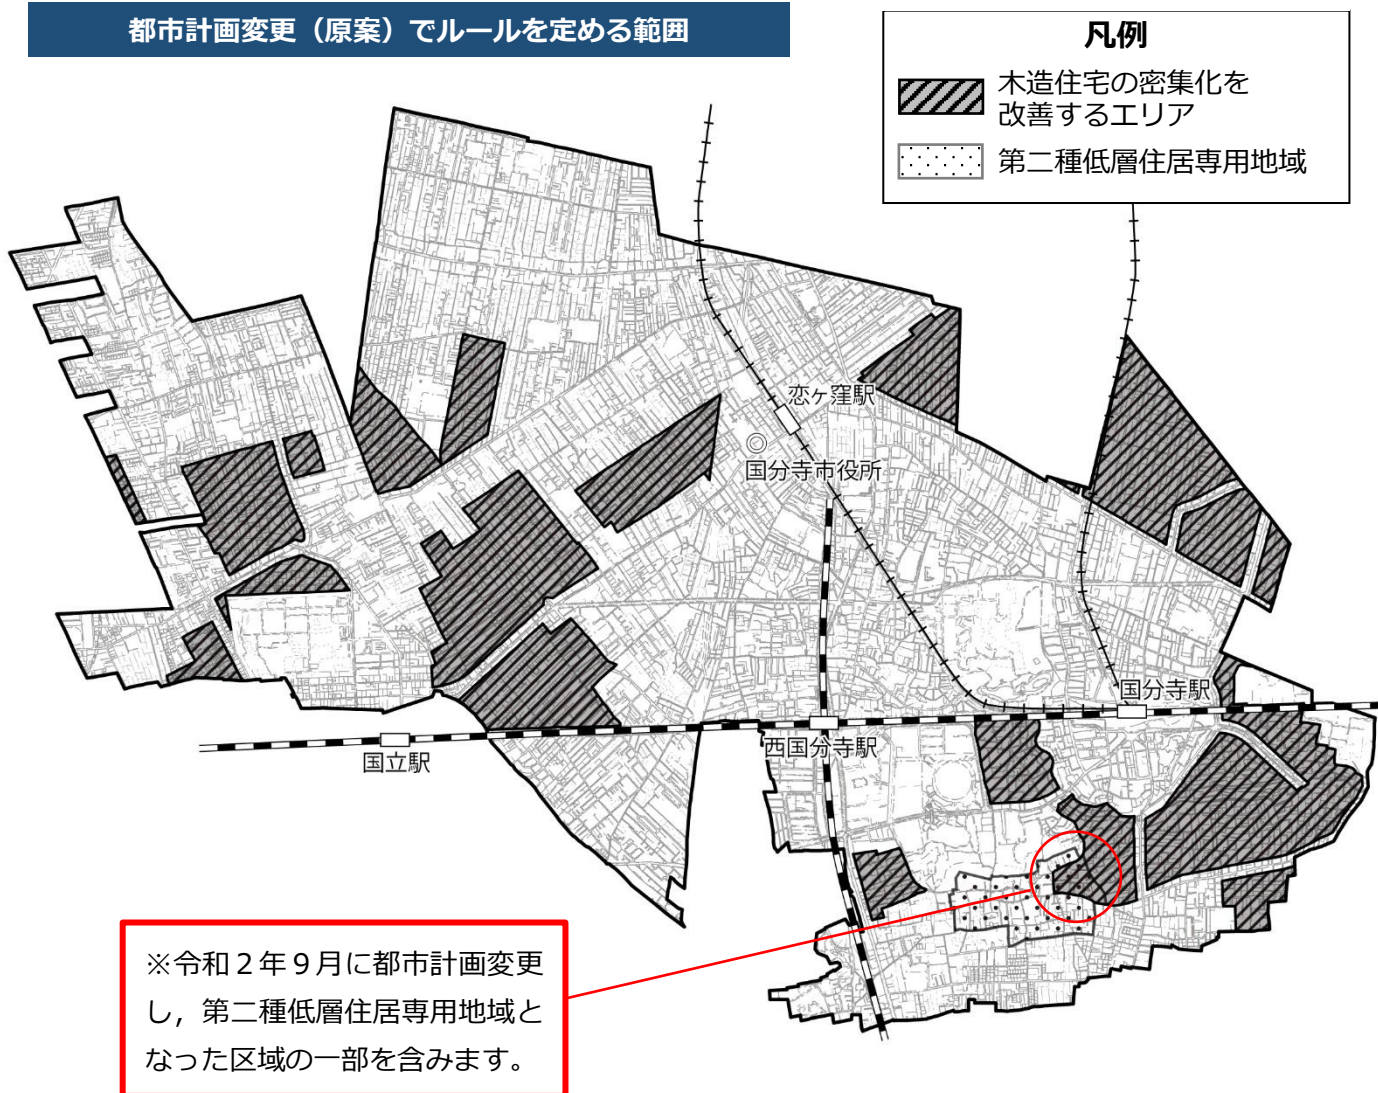 都市計画変更（原案）でルールを定める範囲
凡例
木造住宅の密集化を
改善するエリア
第二種低層住居専用地域
恋ヶ窪駅
国分寺市役所
国分寺駅
西国分寺駅
国立駅
※令和２年９月に都市計画変更
し，第二種低層住居専用地域と
なった区域の一部を含みます。